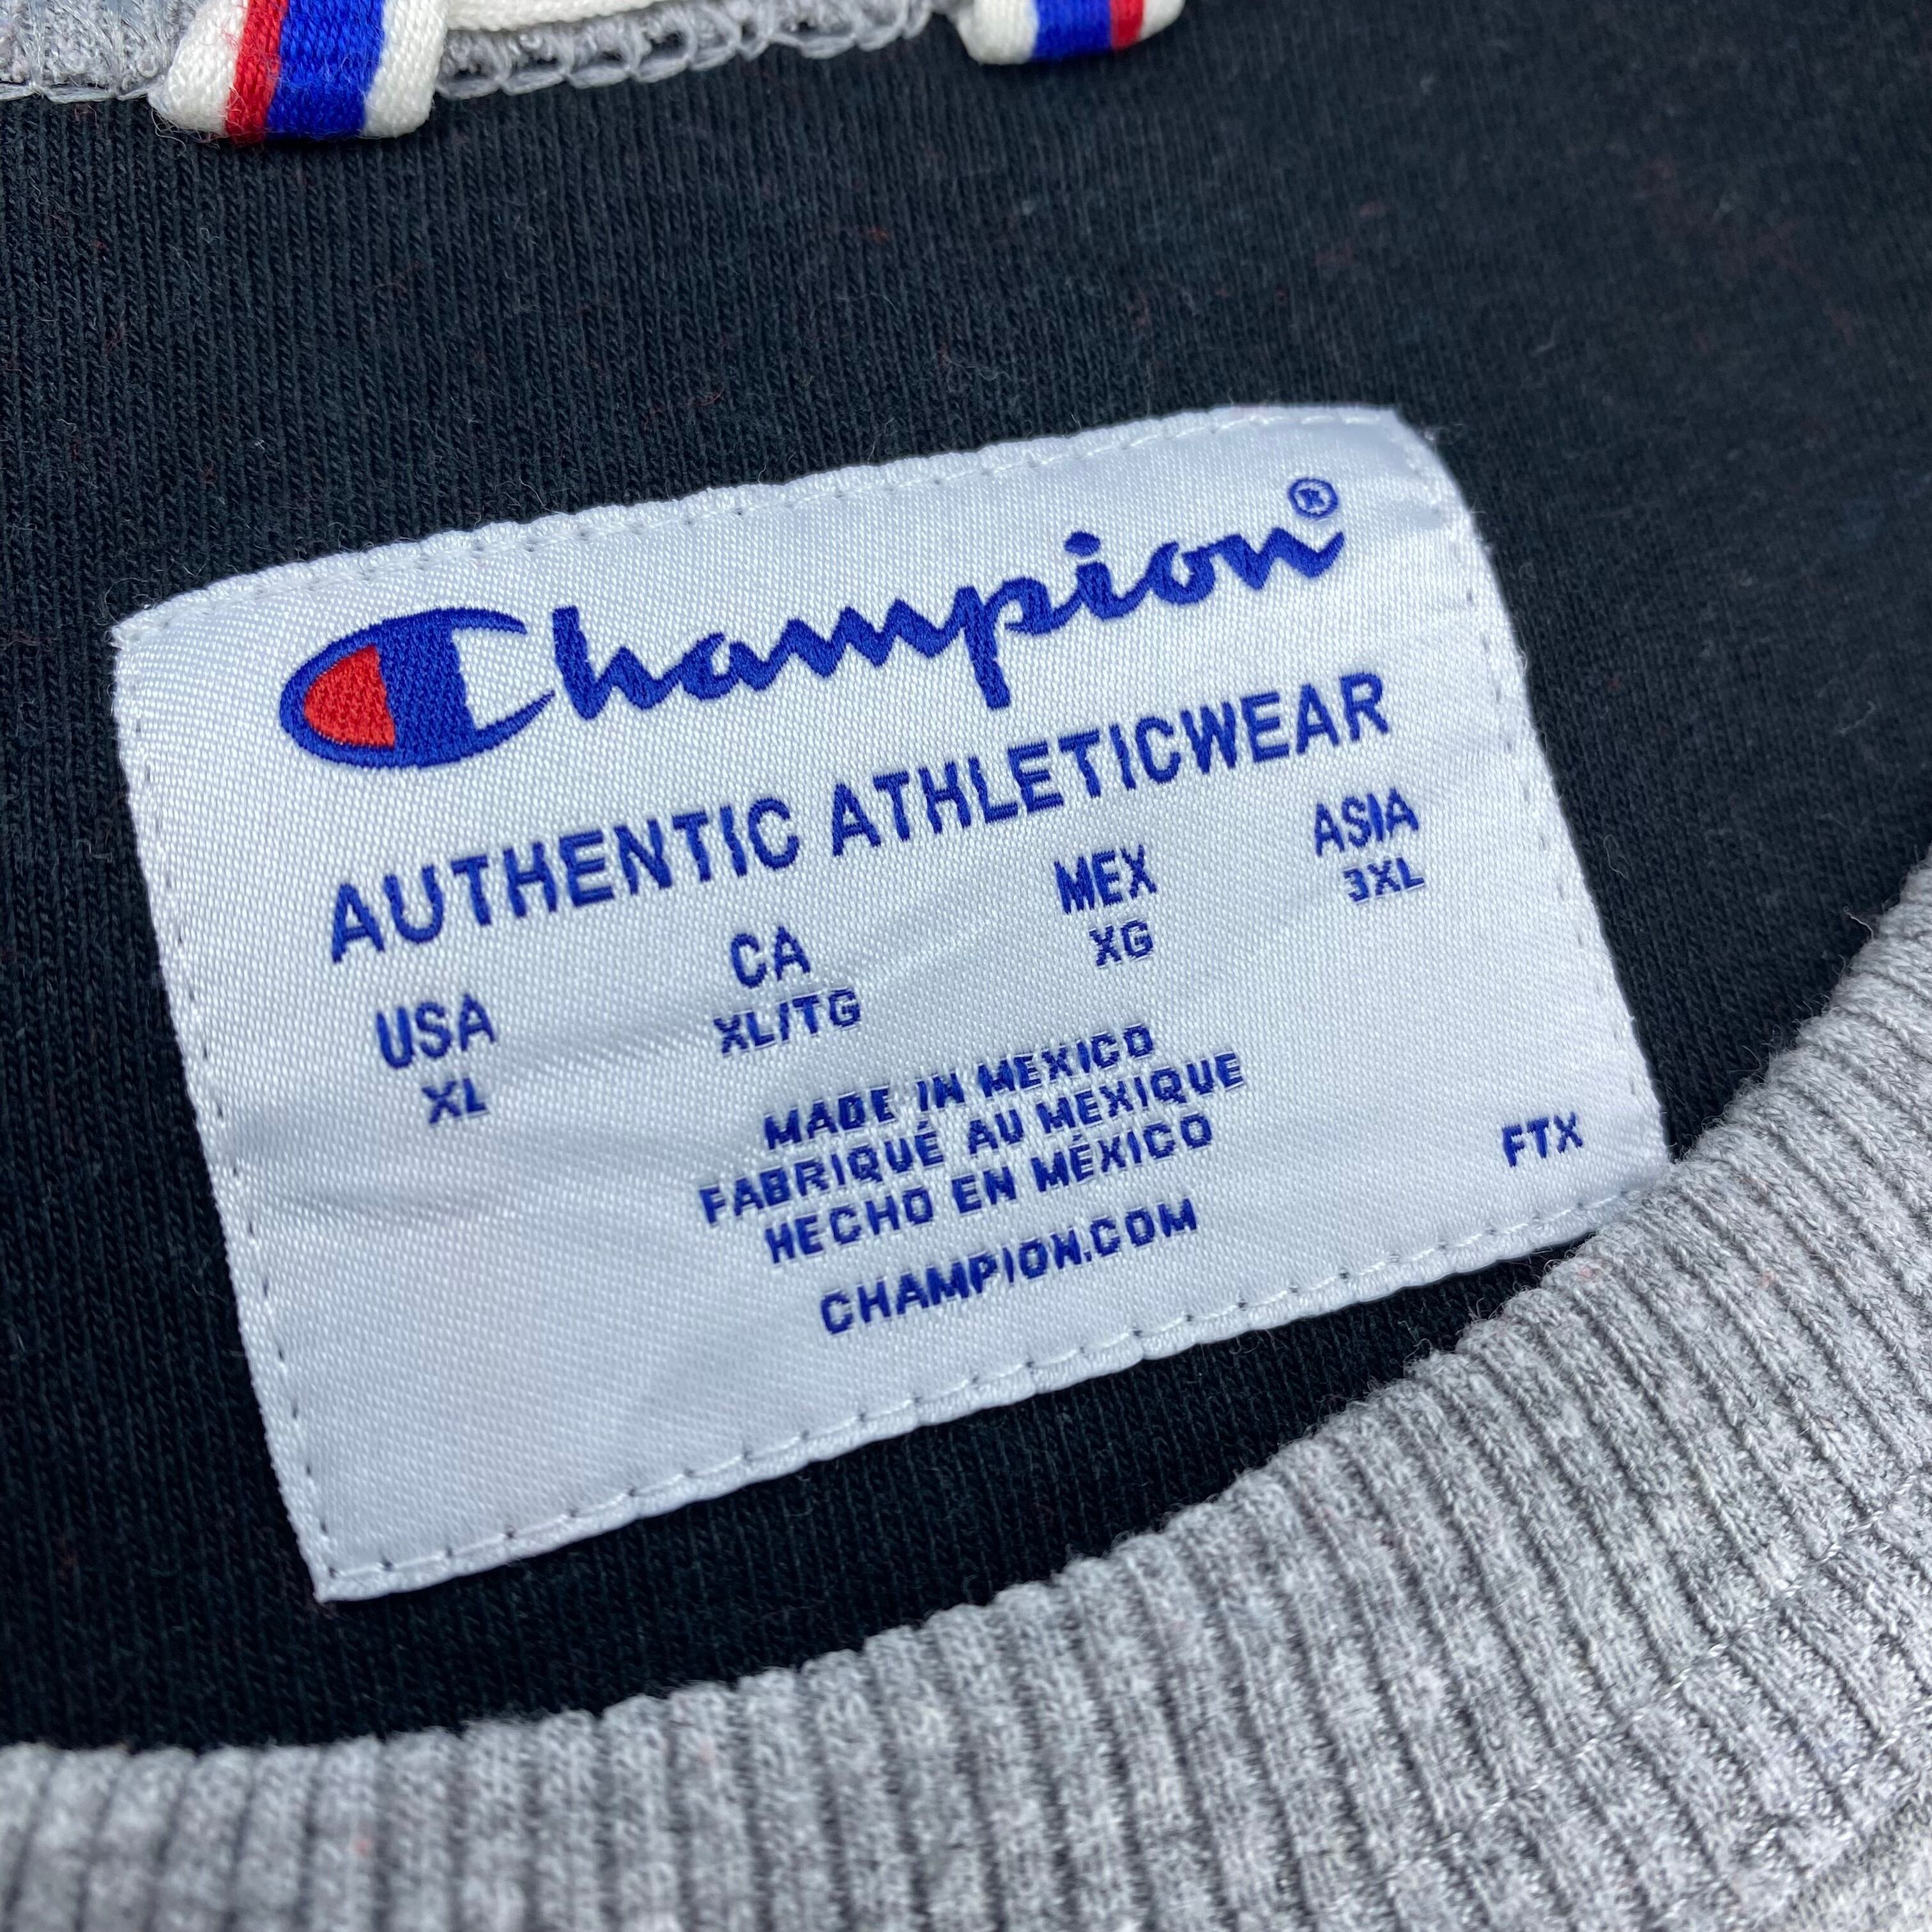 Champion®
AUTHENTIC ATHLETICWEAR
USA CA MEX ASIA
XL XL/TG XG 3XL
MADE IN MEXICO
FABRIQUÉ AU MEXIQUE
HECHO EN MÉXICO
FTX
CHAMPION.COM